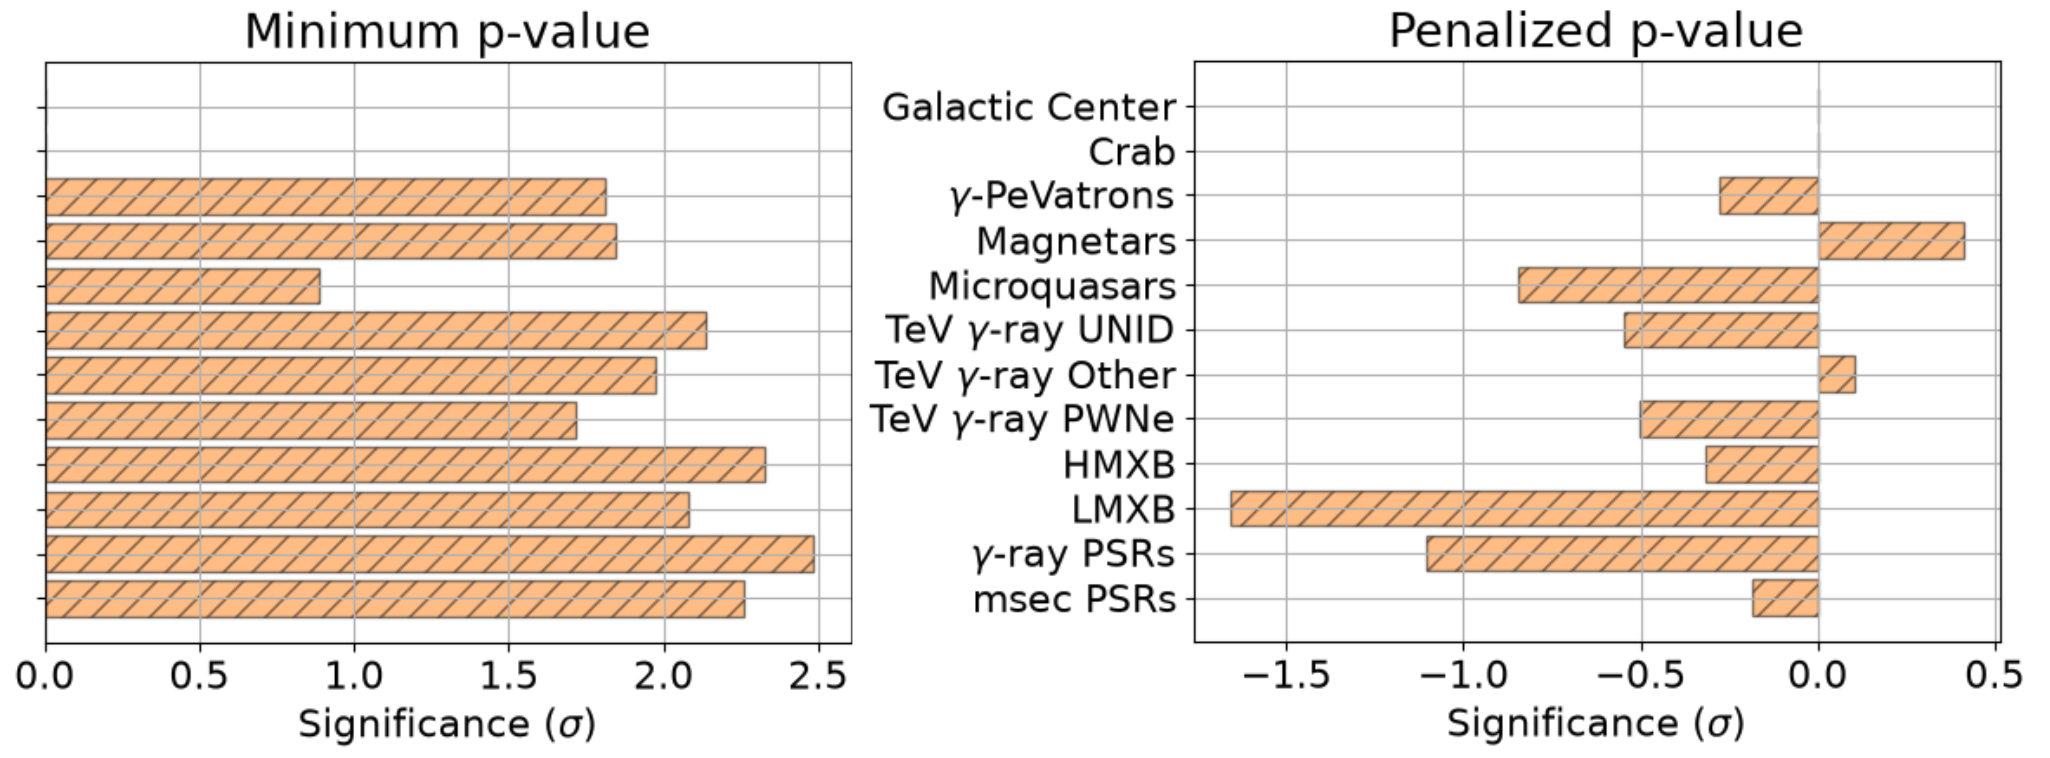 Minimum p-value
0.0 0.5 1.0 1.5 2.0 2.5
Significance (σ)
Penalized p-value
Galactic Center
Crab
γ-PeVatrons
Magnetars
Microquasars
TeV γ-ray UNID
TeV γ-ray Other
TeV γ-ray PWNe
HMXB
LMXB
γ-ray PSRs
msec PSRs
−1.5 −1.0 −0.5 0.0 0.5
Significance (σ)